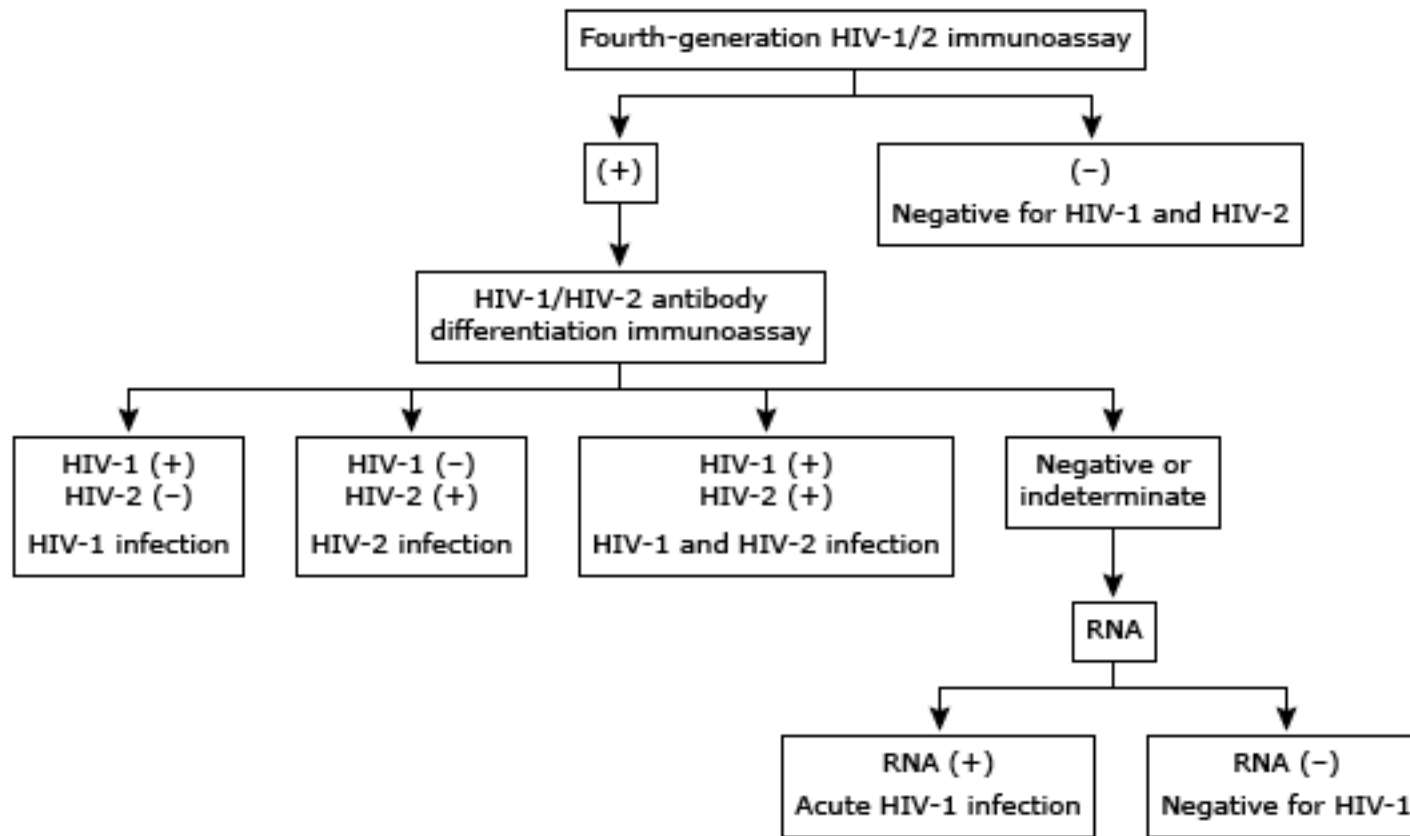 Fourth-generation HIV-1/2 immunoassay
(+)
(–)
Negative for HIV-1 and HIV-2
HIV-1/HIV-2 antibody
differentiation immunoassay
HIV-1 (+)
HIV-2 (–)
HIV-1 infection
HIV-1 (–)
HIV-2 (+)
HIV-2 infection
HIV-1 (+)
HIV-2 (+)
HIV-1 and HIV-2 infection
Negative or
indeterminate
RNA
RNA (+)
Acute HIV-1 infection
RNA (–)
Negative for HIV-1